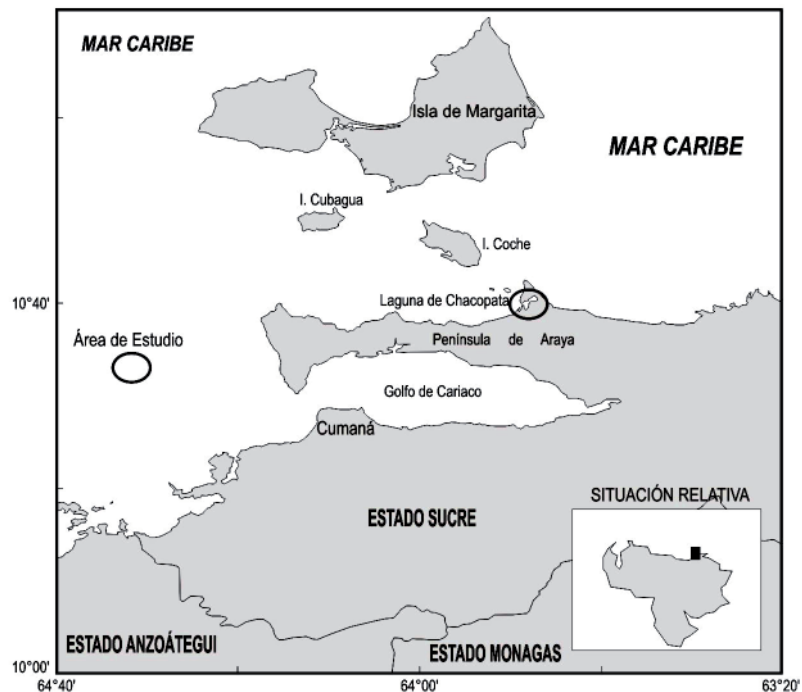 MAR CARIBE
Isla de Margarita
MAR CARIBE
I. Cubagua
I. Coche
Laguna de Chacopata
10°40'
Área de Estudio
Península de Araya
Golfo de Cariaco
Cumaná
SITUACIÓN RELATIVA
ESTADO SUCRE
ESTADO ANZOÁTEGUI
ESTADO MONAGAS
10°00'
64°40'
64°00'
63°20'